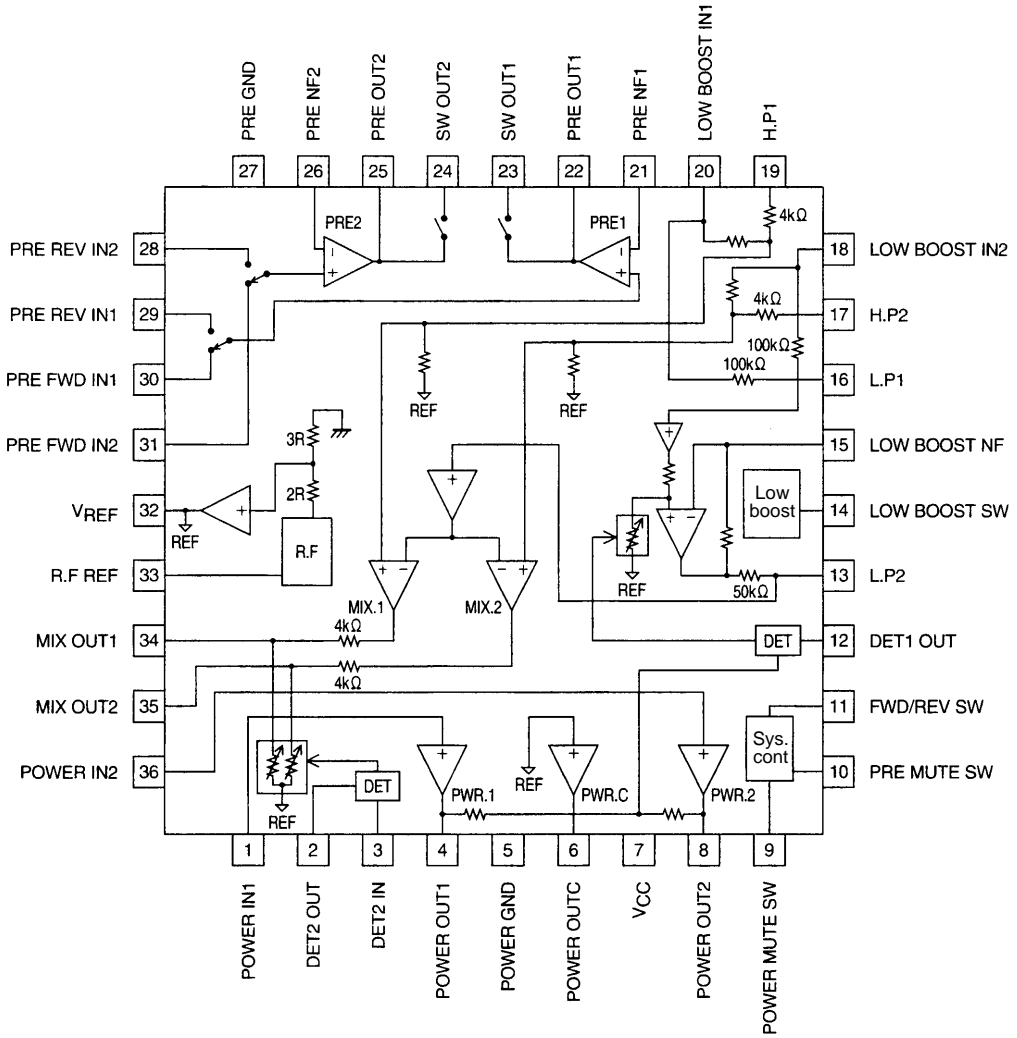 PRE GND
PRE NF2
PRE OUT2
SW OUT2
SW OUT1
PRE OUT1
PRE NF1
LOW BOOST IN1
H.P1
27
26
25
24
23
22
21
20
19
PRE2
PRE1
4kΩ
PRE REV IN2
28
18
LOW BOOST IN2
PRE REV IN1
29
4kΩ
17
H.P2
100kΩ
PRE FWD IN1
30
REF
REF
100kΩ
16
L.P1
3R
PRE FWD IN2
31
+
15
LOW BOOST NF
2R
VREF
32
+
+
+ −
Low
boost
14
LOW BOOST SW
REF
R.F
R.F REF
33
+ −
− +
REF
50kΩ
13
L.P2
MIX.1
MIX.2
MIX OUT1
34
4kΩ
DET
12
DET1 OUT
4kΩ
MIX OUT2
35
11
FWD/REV SW
Sys.
cont
POWER IN2
36
+
REF
+
+
10
PRE MUTE SW
DET
PWR.1
PWR.C
PWR.2
REF
1
2
3
4
5
6
7
8
9
POWER IN1
DET2 OUT
DET2 IN
POWER OUT1
POWER GND
POWER OUTC
VCC
POWER OUT2
POWER MUTE SW